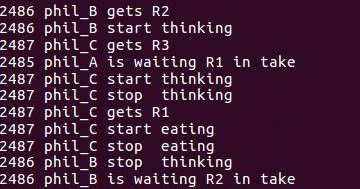 2486 phil_B gets R2
2486 phil_B start thinking
2487 phil_C gets R3
2485 phil_A is waiting R1 in take
2487 phil_C start thinking
2487 phil_C stop  thinking
2487 phil_C gets R1
2487 phil_C start eating
2487 phil_C stop  eating
2486 phil_B stop  thinking
2486 phil_B is waiting R2 in take